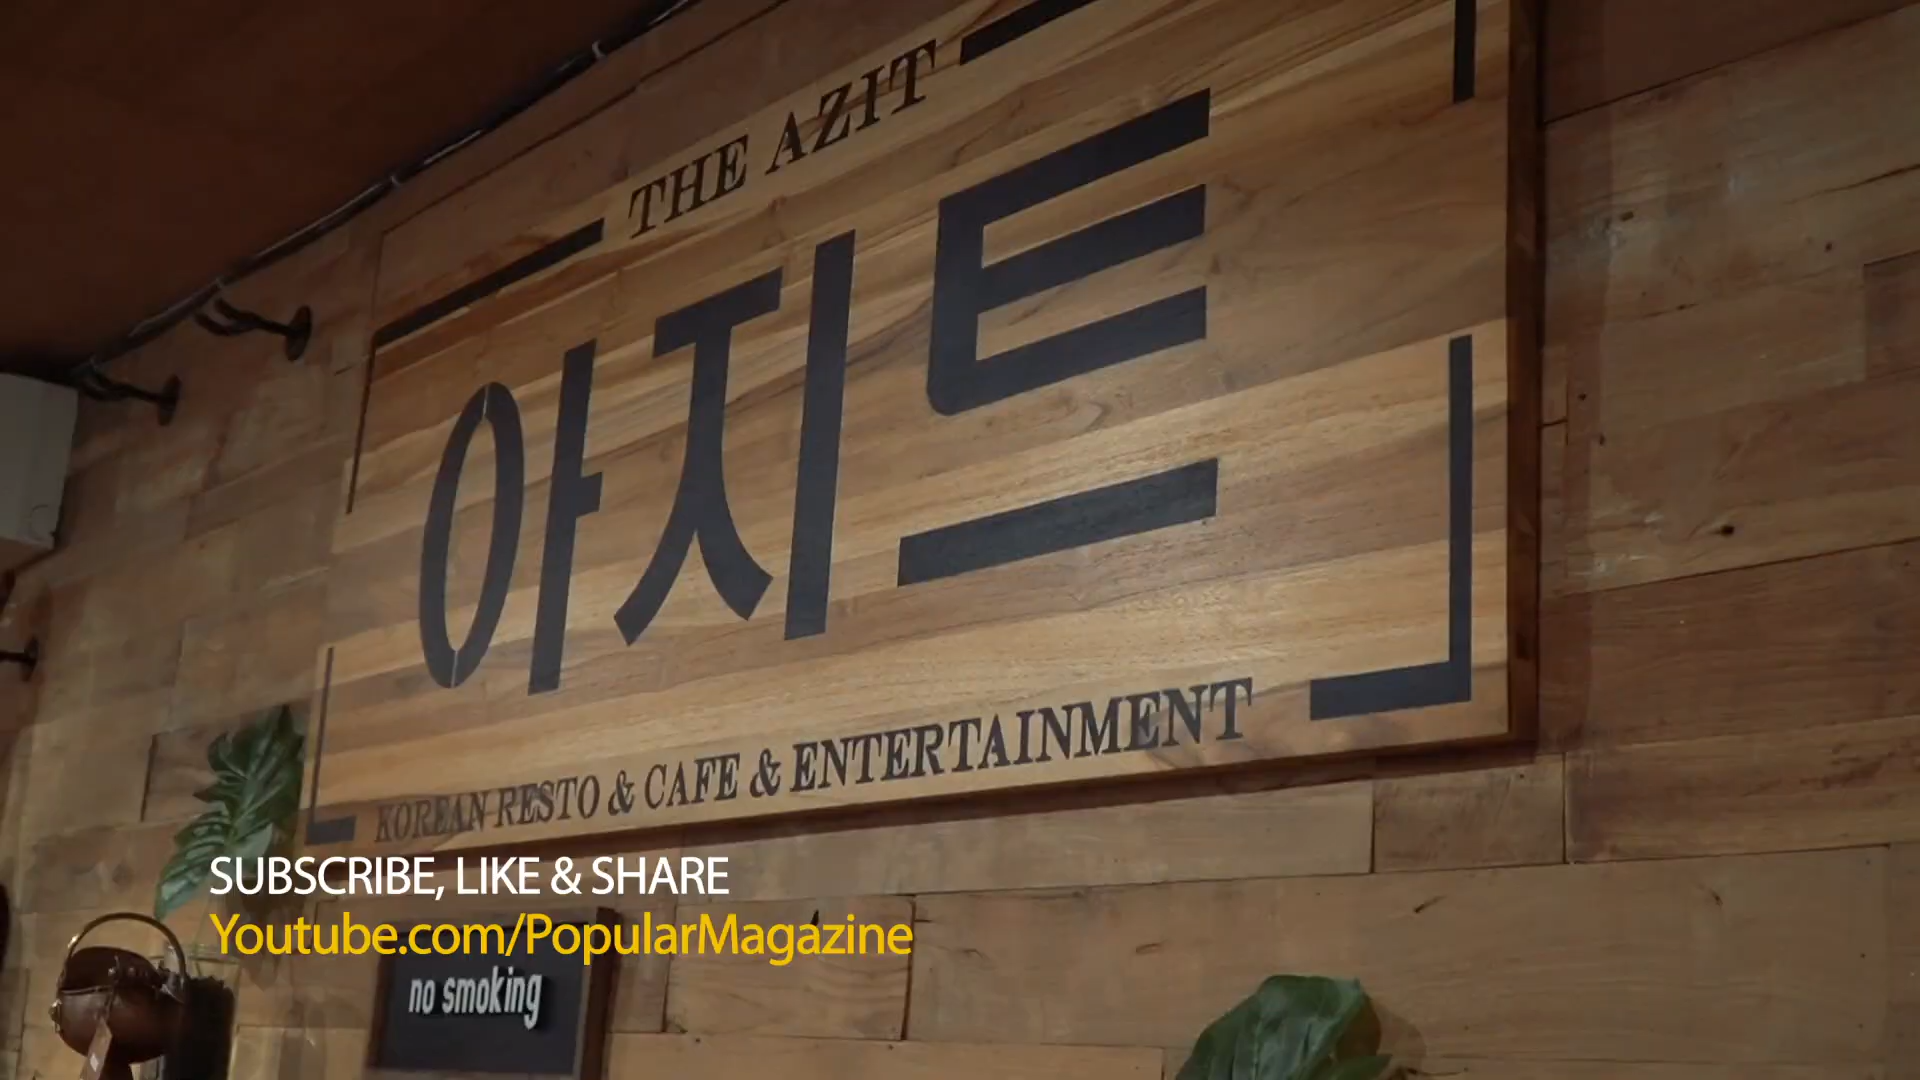 THE AZIT
아지트
KOREAN RESTO & CAFE & ENTERTAINMENT
SUBSCRIBE, LIKE & SHARE
Youtube.com/PopularMagazine
no smoking